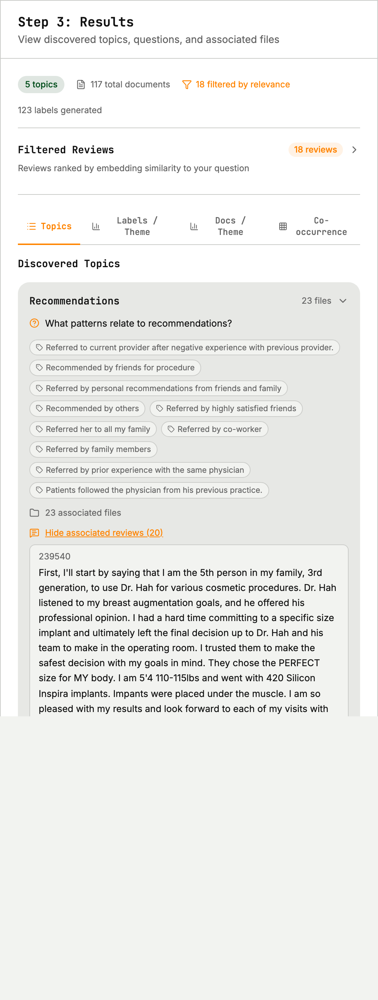 Step 3: Results
View discovered topics, questions, and associated files
5 topics
117 total documents
18 filtered by relevance
123 labels generated
Filtered Reviews
18 reviews
Reviews ranked by embedding similarity to your question
Topics
Labels /
Theme
Docs /
Theme
Co-
occurrence
Discovered Topics
Recommendations
23 files
What patterns relate to recommendations?
Referred to current provider after negative experience with previous provider.
Recommended by friends for procedure
Referred by personal recommendations from friends and family
Recommended by others
Referred by highly satisfied friends
Referred her to all my family
Referred by co-worker
Referred by family members
Referred by prior experience with the same physician
Patients followed the physician from his previous practice.
23 associated files
Hide associated reviews (20)
239540
First, I'll start by saying that I am the 5th person in my family, 3rd
generation, to use Dr. Hah for various cosmetic procedures. Dr. Hah
listened to my breast augmentation goals, and he offered his
professional opinion. I had a hard time committing to a specific size
implant and ultimately left the final decision up to Dr. Hah and his
team to make in the operating room. I trusted them to make the
safest decision with my goals in mind. They chose the PERFECT
size for MY body. I am 5'4 110-115lbs and went with 420 Silicon
Inspira implants. Impants were placed under the muscle. I am so
pleased with my results and look forward to each of my visits with